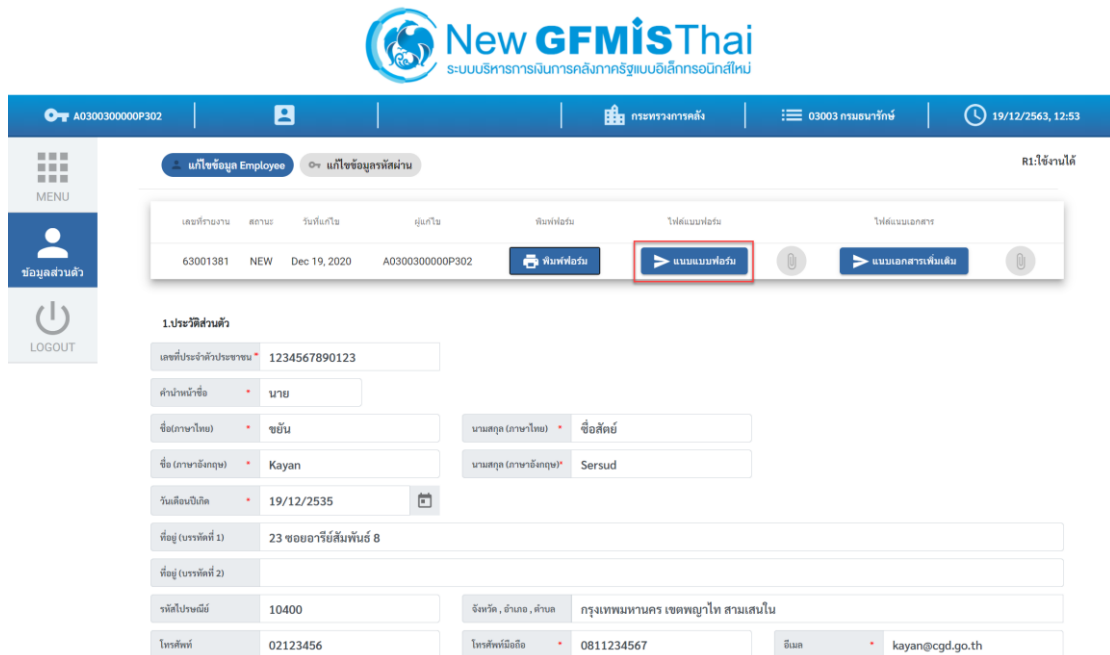 New GFMIS Thai
ระบบบริหารการเงินการคลังภาครัฐแบบอิเล็กทรอนิกส์ใหม่
A0300300000P302 กระทรวงการคลัง 03003 กรมธนารักษ์ 19/12/2563, 12:53
MENU
ข้อมูลส่วนตัว
LOGOUT
แก้ไขข้อมูล Employee แก้ไขข้อมูลรหัสผ่าน R1:ใช้งานได้
เลขที่รายงาน สถานะ วันที่แก้ไข ผู้แก้ไข พิมพ์ฟอร์ม ไฟล์แนบฟอร์ม ไฟล์แนบเอกสาร
63001381 NEW Dec 19, 2020 A0300300000P302 พิมพ์ฟอร์ม แนบแบบฟอร์ม แนบเอกสารเพิ่มเติม
1.ประวัติส่วนตัว
เลขที่ประจำตัวประชาชน * 1234567890123
คำนำหน้าชื่อ * นาย
ชื่อ(ภาษาไทย) * ขยัน นามสกุล (ภาษาไทย) * ซื่อสัตย์
ชื่อ (ภาษาอังกฤษ) * Kayan นามสกุล (ภาษาอังกฤษ)* Sersud
วันเดือนปีเกิด * 19/12/2535
ที่อยู่ (บรรทัดที่ 1) 23 ซอยอารีย์สัมพันธ์ 8
ที่อยู่ (บรรทัดที่ 2)
รหัสไปรษณีย์ 10400 จังหวัด , อำเภอ , ตำบล กรุงเทพมหานคร เขตพญาไท สามเสนใน
โทรศัพท์ 02123456 โทรศัพท์มือถือ * 0811234567 อีเมล * kayan@cgd.go.th